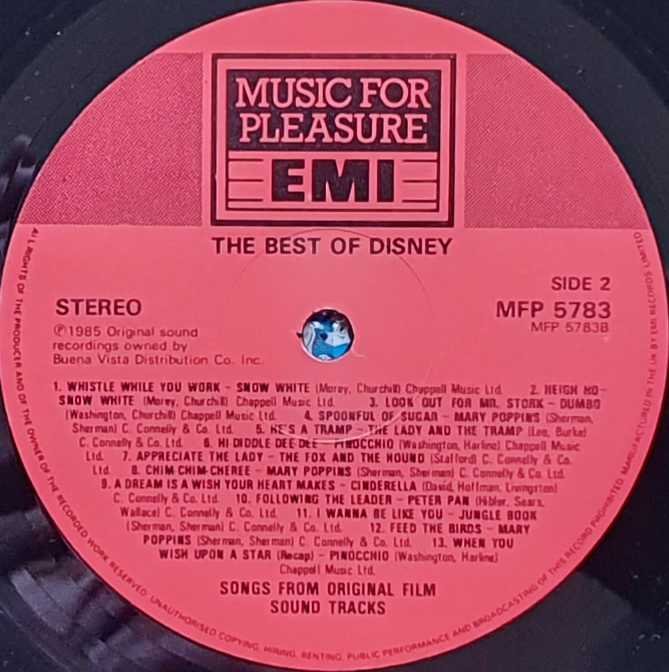 MUSIC FOR
PLEASURE
EMI
THE BEST OF DISNEY
SIDE 2
STEREO
MFP 5783
MFP 5783B
℗1985 Original sound
recordings owned by
Buena Vista Distribution Co. Inc.
1. WHISTLE WHILE YOU WORK – SNOW WHITE (Morey, Churchill) Chappell Music Ltd. 2. HEIGH HO–
SNOW WHITE (Morey, Churchill) Chappell Music Ltd. 3. LOOK OUT FOR MR. STORK – DUMBO
(Washington, Churchill) Chappell Music Ltd. 4. SPOONFUL OF SUGAR – MARY POPPINS (Sherman,
Sherman) C. Connelly & Co. Ltd. 5. HE'S A TRAMP – THE LADY AND THE TRAMP (Lee, Burke)
C. Connelly & Co. Ltd. 6. HI DIDDLE DEE DEE – PINOCCHIO (Washington, Harline) Chappell Music
Ltd. 7. APPRECIATE THE LADY – THE FOX AND THE HOUND (Stafford) C. Connelly & Co.
Ltd. 8. CHIM-CHIM-CHEREE – MARY POPPINS (Sherman, Sherman) C. Connelly & Co. Ltd.
9. A DREAM IS A WISH YOUR HEART MAKES – CINDERELLA (David, Hoffman, Livingston)
C. Connelly & Co. Ltd. 10. FOLLOWING THE LEADER – PETER PAN (Hibler, Sears,
Wallace) C. Connelly & Co. Ltd. 11. I WANNA BE LIKE YOU – JUNGLE BOOK
(Sherman, Sherman) C. Connelly & Co. Ltd. 12. FEED THE BIRDS – MARY
POPPINS (Sherman, Sherman) C. Connelly & Co. Ltd. 13. WHEN YOU
WISH UPON A STAR (Recap) – PINOCCHIO (Washington, Harline)
Chappell Music Ltd.
SONGS FROM ORIGINAL FILM
SOUND TRACKS
ALL RIGHTS OF THE PRODUCER AND OF THE OWNER OF THE RECORDED WORK RESERVED. UNAUTHORISED COPYING, HIRING, RENTING, PUBLIC PERFORMANCE AND BROADCASTING OF THIS RECORD PROHIBITED. MANUFACTURED IN THE UK BY EMI RECORDS LIMITED